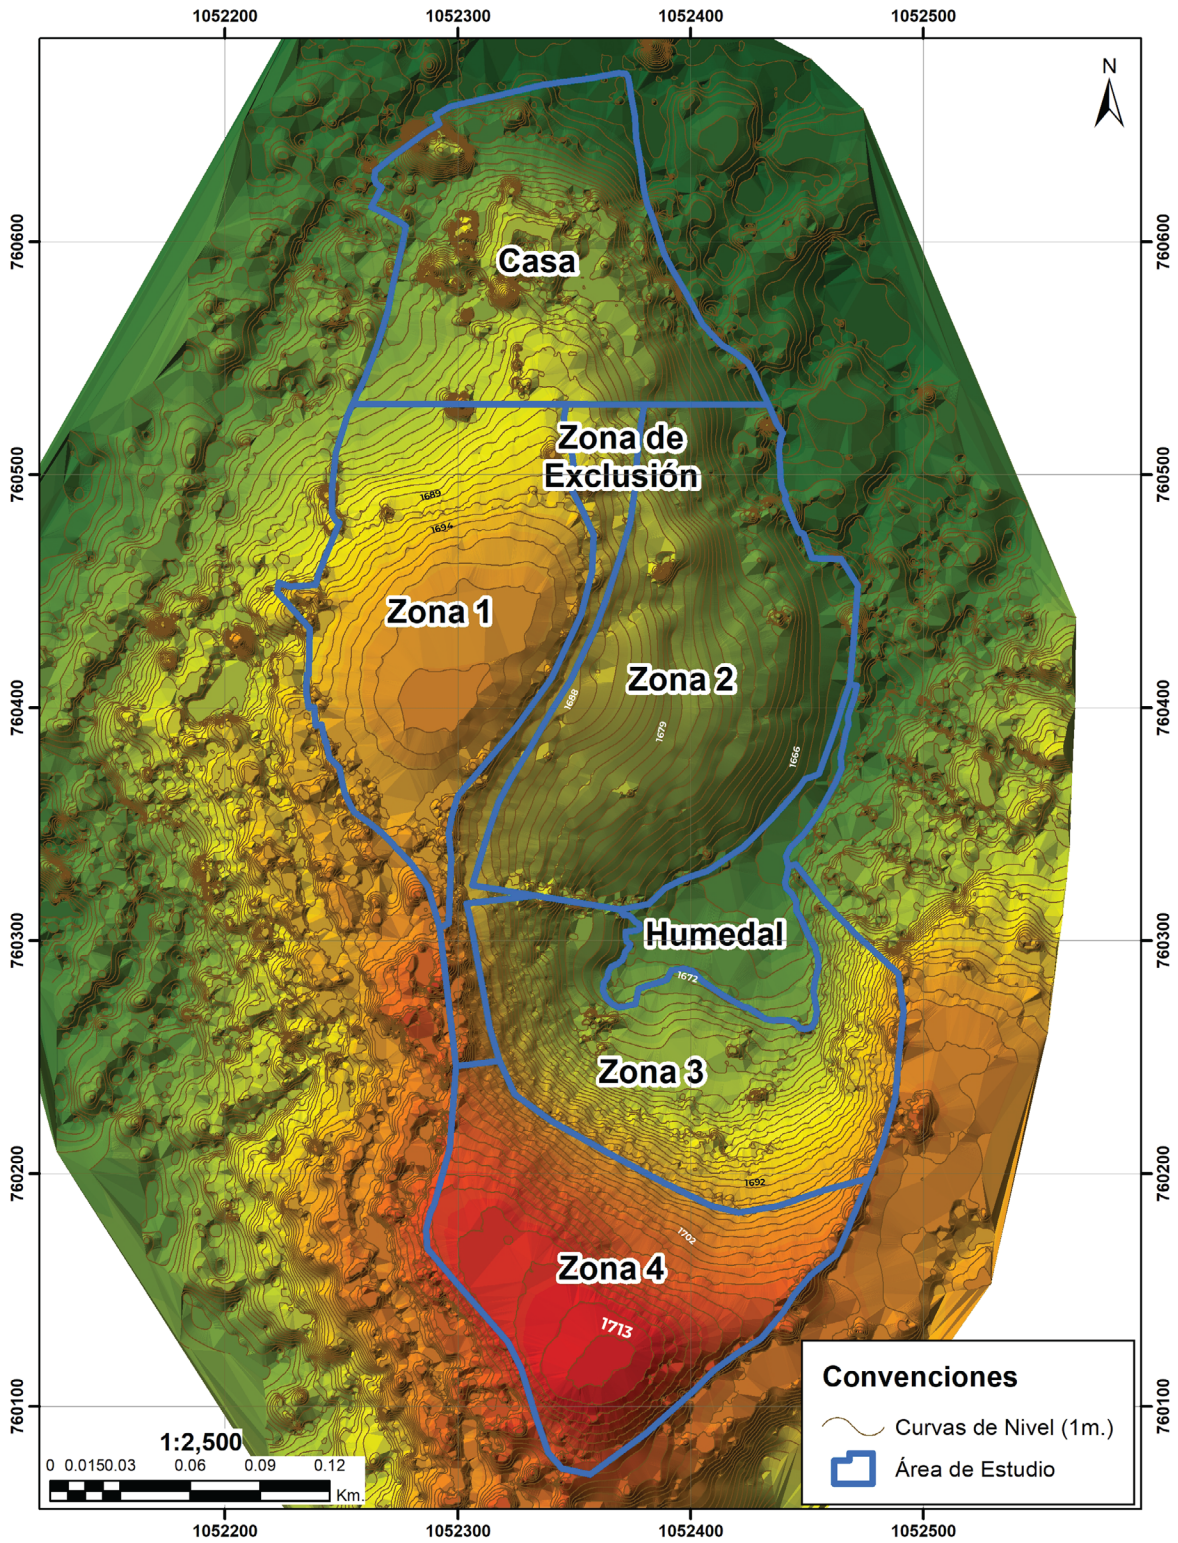 1052200 1052300 1052400 1052500
N
760600 760600
Casa
Zona de
Exclusión
760500 760500
1689
1694
Zona 1
Zona 2
1688
760400 760400
1679
1666
Humedal
760300 760300
1672
Zona 3
760200 760200
1692
1702
Zona 4
1713
Convenciones
760100 760100
Curvas de Nivel (1m.)
1:2,500
0 0.0150.03 0.06 0.09 0.12
Km.
Área de Estudio
1052200 1052300 1052400 1052500